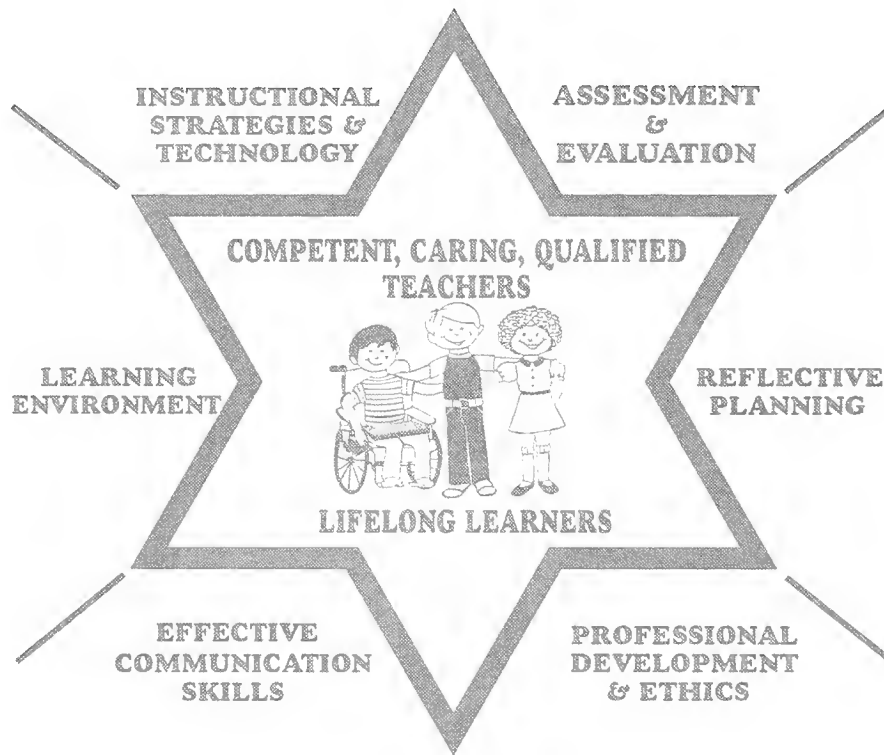 INSTRUCTIONAL
STRATEGIES &
TECHNOLOGY
ASSESSMENT
&
EVALUATION
COMPETENT, CARING, QUALIFIED
TEACHERS
LEARNING
ENVIRONMENT
REFLECTIVE
PLANNING
LIFELONG LEARNERS
EFFECTIVE
COMMUNICATION
SKILLS
PROFESSIONAL
DEVELOPMENT
& ETHICS